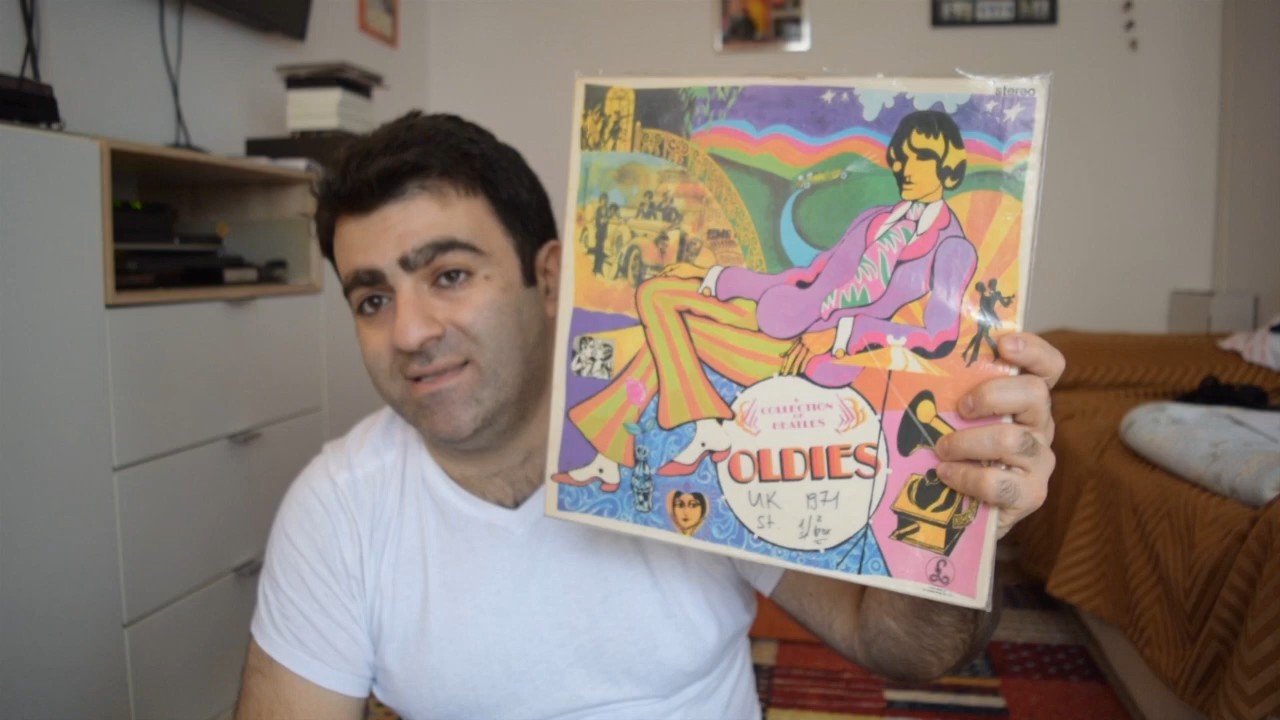 stereo
A
COLLECTION
OF
BEATLES
OLDIES
UK 1971
St